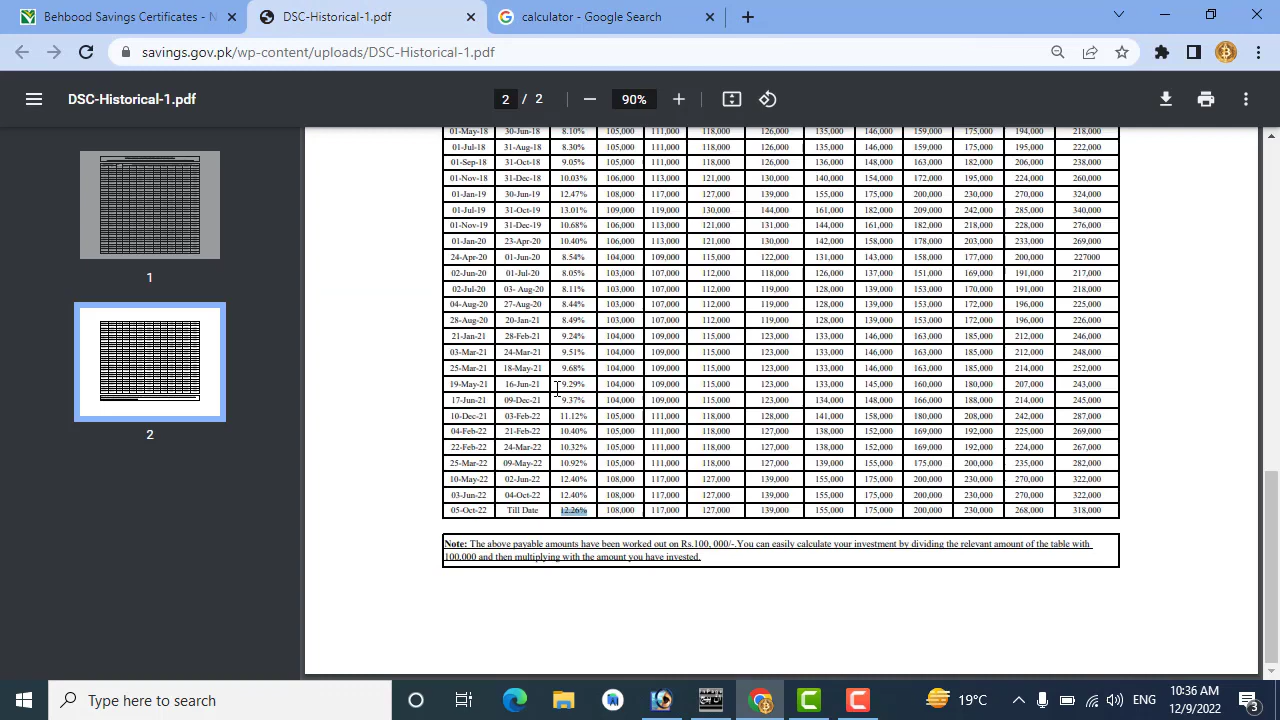 Behbood Savings Certificates - N
DSC-Historical-1.pdf
calculator - Google Search
savings.gov.pk/wp-content/uploads/DSC-Historical-1.pdf
DSC-Historical-1.pdf
2 / 2
90%
1
2
01-May-18 30-Jun-18 8.10% 105,000 111,000 118,000 126,000 135,000 146,000 159,000 175,000 194,000 218,000
01-Jul-18 31-Aug-18 8.30% 105,000 111,000 118,000 126,000 135,000 146,000 159,000 175,000 195,000 222,000
01-Sep-18 31-Oct-18 9.05% 105,000 111,000 118,000 126,000 136,000 148,000 163,000 182,000 206,000 238,000
01-Nov-18 31-Dec-18 10.03% 106,000 113,000 121,000 130,000 140,000 154,000 172,000 195,000 224,000 260,000
01-Jan-19 30-Jun-19 12.47% 108,000 117,000 127,000 139,000 155,000 175,000 200,000 230,000 270,000 324,000
01-Jul-19 31-Oct-19 13.01% 109,000 119,000 130,000 144,000 161,000 182,000 209,000 242,000 285,000 340,000
01-Nov-19 31-Dec-19 10.68% 106,000 113,000 121,000 131,000 144,000 161,000 182,000 218,000 228,000 276,000
01-Jan-20 23-Apr-20 10.40% 106,000 113,000 121,000 130,000 142,000 158,000 178,000 203,000 233,000 269,000
24-Apr-20 01-Jun-20 8.54% 104,000 109,000 115,000 122,000 131,000 143,000 158,000 177,000 200,000 227000
02-Jun-20 01-Jul-20 8.05% 103,000 107,000 112,000 118,000 126,000 137,000 151,000 169,000 191,000 217,000
02-Jul-20 03- Aug-20 8.11% 103,000 107,000 112,000 119,000 128,000 139,000 153,000 170,000 191,000 218,000
04-Aug-20 27-Aug-20 8.44% 103,000 107,000 112,000 119,000 128,000 139,000 153,000 172,000 196,000 225,000
28-Aug-20 20-Jan-21 8.49% 103,000 107,000 112,000 119,000 128,000 139,000 153,000 172,000 196,000 226,000
21-Jan-21 28-Feb-21 9.24% 104,000 109,000 115,000 123,000 133,000 146,000 163,000 185,000 212,000 246,000
03-Mar-21 24-Mar-21 9.51% 104,000 109,000 115,000 123,000 133,000 146,000 163,000 185,000 212,000 248,000
25-Mar-21 18-May-21 9.68% 104,000 109,000 115,000 123,000 133,000 146,000 163,000 185,000 214,000 252,000
19-May-21 16-Jun-21 9.29% 104,000 109,000 115,000 123,000 133,000 145,000 160,000 180,000 207,000 243,000
17-Jun-21 09-Dec-21 9.37% 104,000 109,000 115,000 123,000 134,000 148,000 166,000 188,000 214,000 245,000
10-Dec-21 03-Feb-22 11.12% 105,000 111,000 118,000 128,000 141,000 158,000 180,000 208,000 242,000 287,000
04-Feb-22 21-Feb-22 10.40% 105,000 111,000 118,000 127,000 138,000 152,000 169,000 192,000 225,000 269,000
22-Feb-22 24-Mar-22 10.32% 105,000 111,000 118,000 127,000 138,000 152,000 169,000 192,000 224,000 267,000
25-Mar-22 09-May-22 10.92% 105,000 111,000 118,000 127,000 139,000 155,000 175,000 200,000 235,000 282,000
10-May-22 02-Jun-22 12.40% 108,000 117,000 127,000 139,000 155,000 175,000 200,000 230,000 270,000 322,000
03-Jun-22 04-Oct-22 12.40% 108,000 117,000 127,000 139,000 155,000 175,000 200,000 230,000 270,000 322,000
05-Oct-22 Till Date 12.26% 108,000 117,000 127,000 139,000 155,000 175,000 200,000 230,000 268,000 318,000
Note: The above payable amounts have been worked out on Rs.100, 000/-.You can easily calculate your investment by dividing the relevant amount of the table with
100,000 and then multiplying with the amount you have invested.
Type here to search
19°C
ENG
10:36 AM
12/9/2022
3